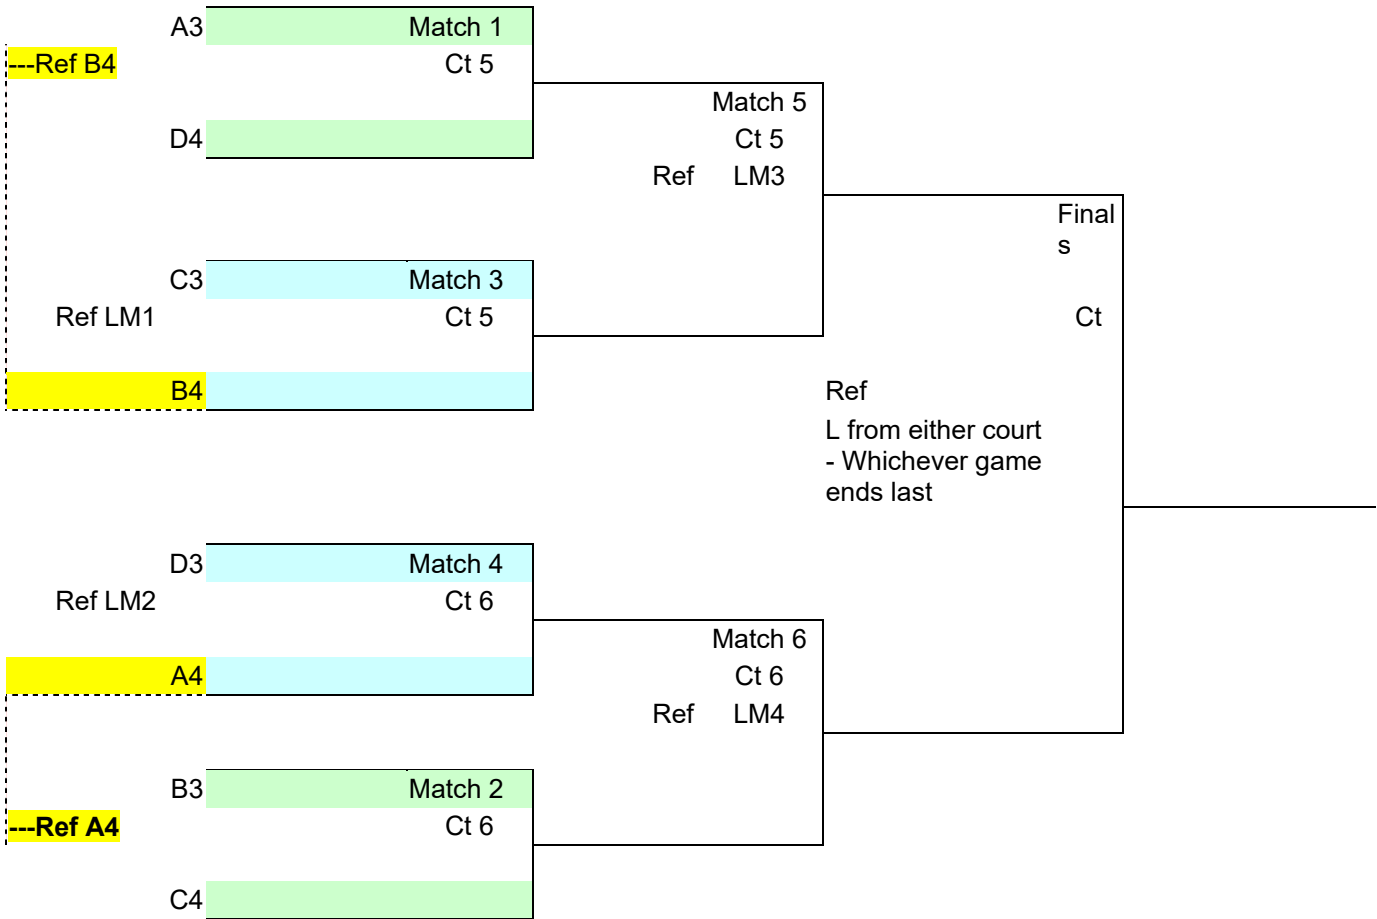 A3 Match 1
---Ref B4 Ct 5
Match 5
D4 Ct 5
Ref LM3
Final
s
C3 Match 3
Ref LM1 Ct 5 Ct
B4 Ref
L from either court
- Whichever game
ends last
D3 Match 4
Ref LM2 Ct 6
Match 6
A4 Ct 6
Ref LM4
B3 Match 2
---Ref A4 Ct 6
C4